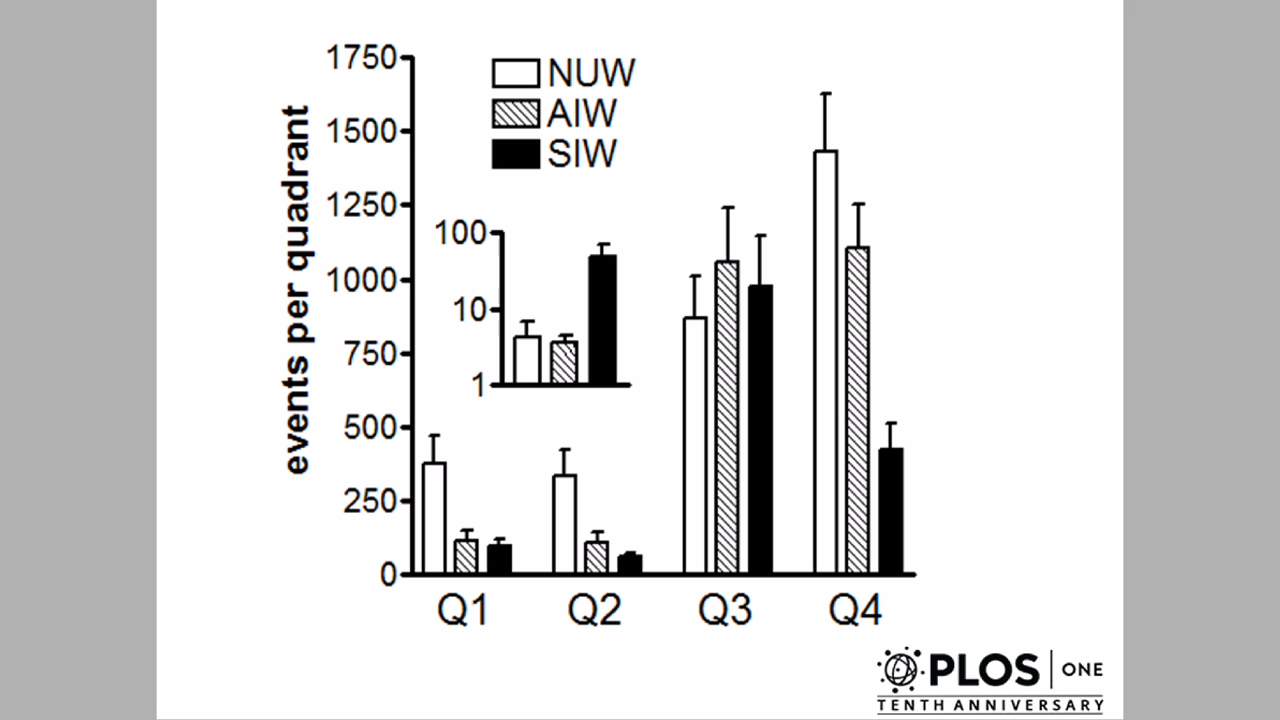 events per quadrant
1750
1500
1250
1000
750
500
250
0
NUW
AIW
SIW
100
10
1
Q1 Q2 Q3 Q4
PLOS ONE
TENTH ANNIVERSARY